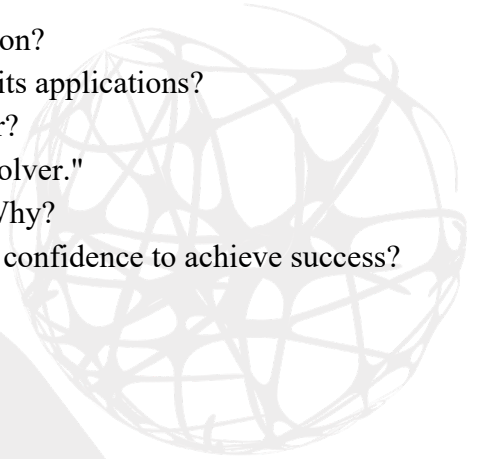 on?
its applications?
r?
olver."
Why?
confidence to achieve success?